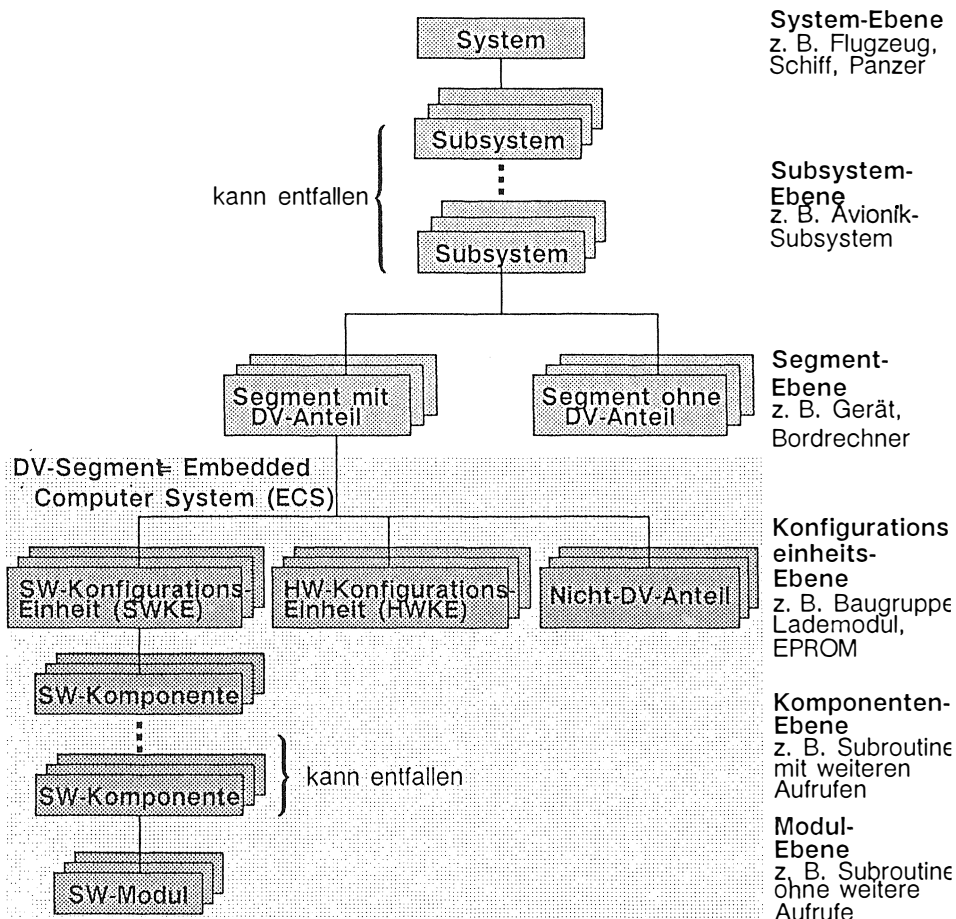 System
System-Ebene
z. B. Flugzeug,
Schiff, Panzer
Subsystem
kann entfallen
Subsystem
Subsystem-
Ebene
z. B. Avionik-
Subsystem
Segment mit
DV-Anteil
Segment ohne
DV-Anteil
Segment-
Ebene
z. B. Gerät,
Bordrechner
DV-Segment= Embedded
Computer System (ECS)
SW-Konfigurations-
Einheit (SWKE)
HW-Konfigurations-
Einheit (HWKE)
Nicht-DV-Anteil
Konfigurations
einheits-
Ebene
z. B. Baugruppe
Lademodul,
EPROM
SW-Komponente
SW-Komponente
kann entfallen
Komponenten-
Ebene
z. B. Subroutine
mit weiteren
Aufrufen
SW-Modul
Modul-
Ebene
z. B. Subroutine
ohne weitere
Aufrufe